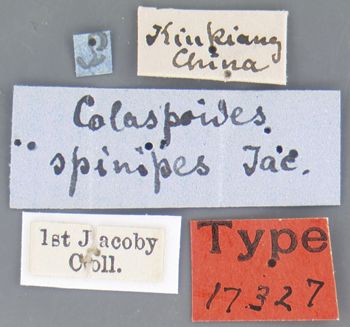 Kiukiang
China
Colaspoides
spinipes Jac.
1st Jacoby
Coll.
Type
17327